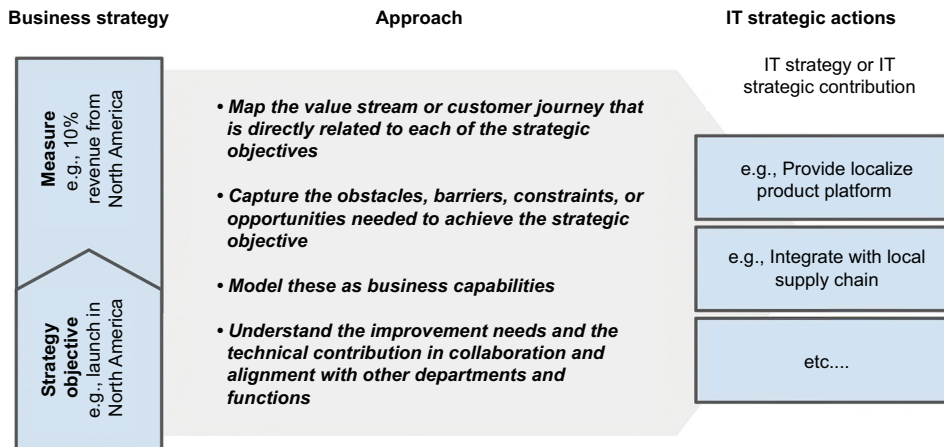 Business strategy
Approach
IT strategic actions
Measure
e.g., 10%
revenue from
North America
Strategy
objective
e.g., launch in
North America
• Map the value stream or customer journey that
is directly related to each of the strategic
objectives
• Capture the obstacles, barriers, constraints, or
opportunities needed to achieve the strategic
objective
• Model these as business capabilities
• Understand the improvement needs and the
technical contribution in collaboration and
alignment with other departments and
functions
IT strategy or IT
strategic contribution
e.g., Provide localize
product platform
e.g., Integrate with local
supply chain
etc....